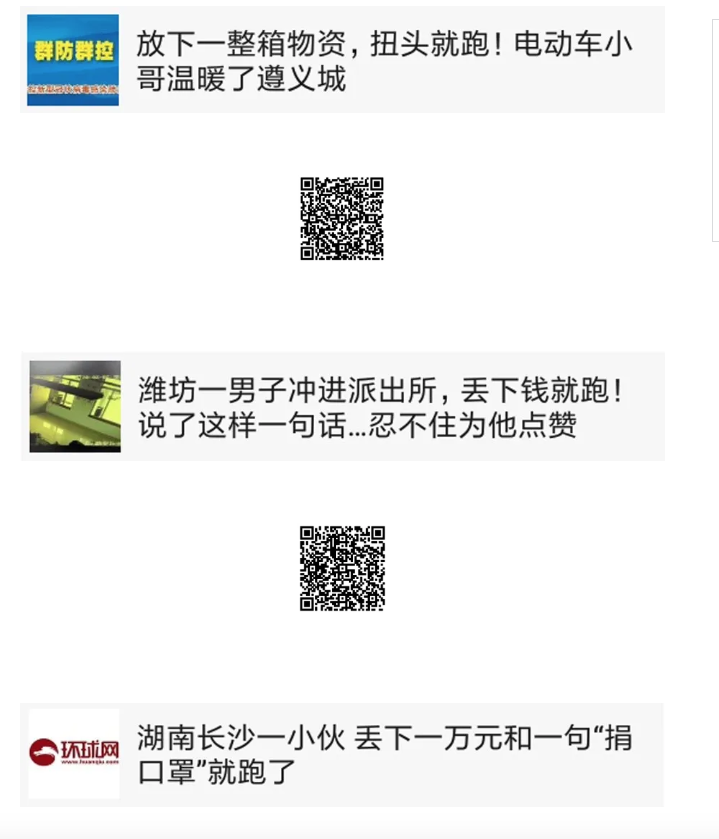 群防群控
放下一整箱物资，扭头就跑！电动车小
哥温暖了遵义城
潍坊一男子冲进派出所，丢下钱就跑！
说了这样一句话...忍不住为他点赞
环球网
www.huanqiu.com
湖南长沙一小伙 丢下一万元和一句“捐
口罩”就跑了